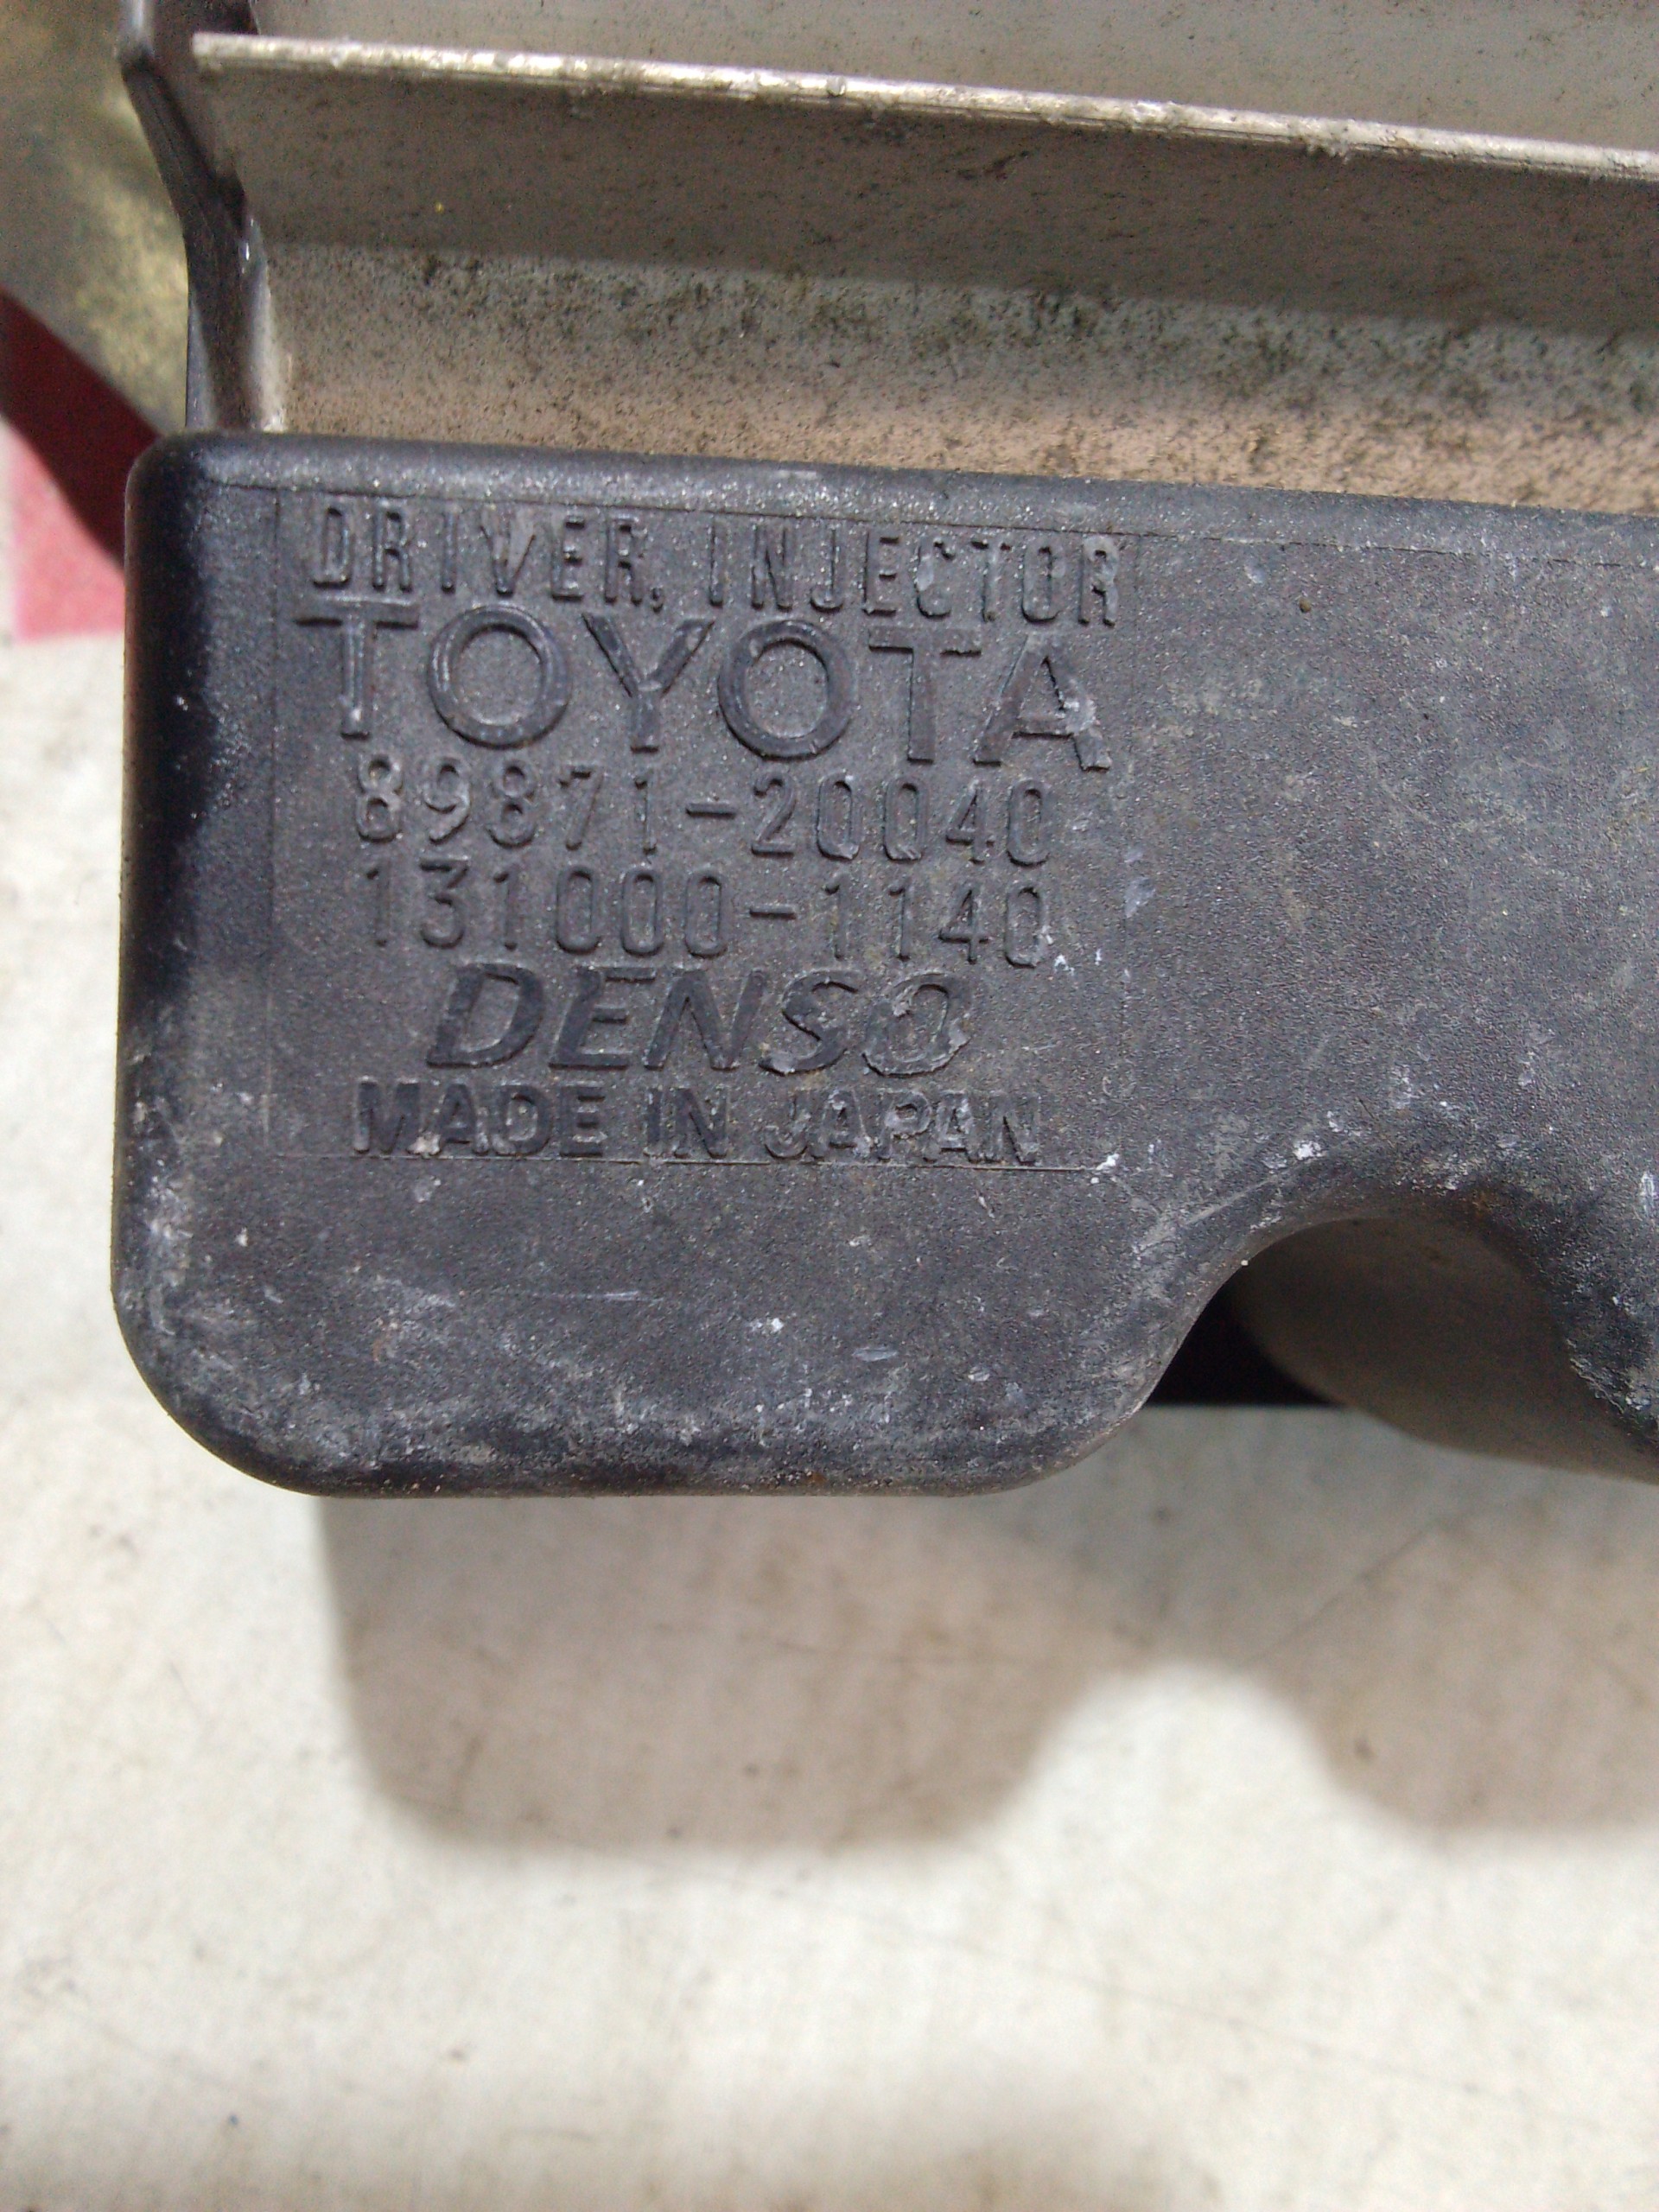 DRIVER, INJECTOR
TOYOTA
89871-20040
131000-1140
DENSO
MADE IN JAPAN